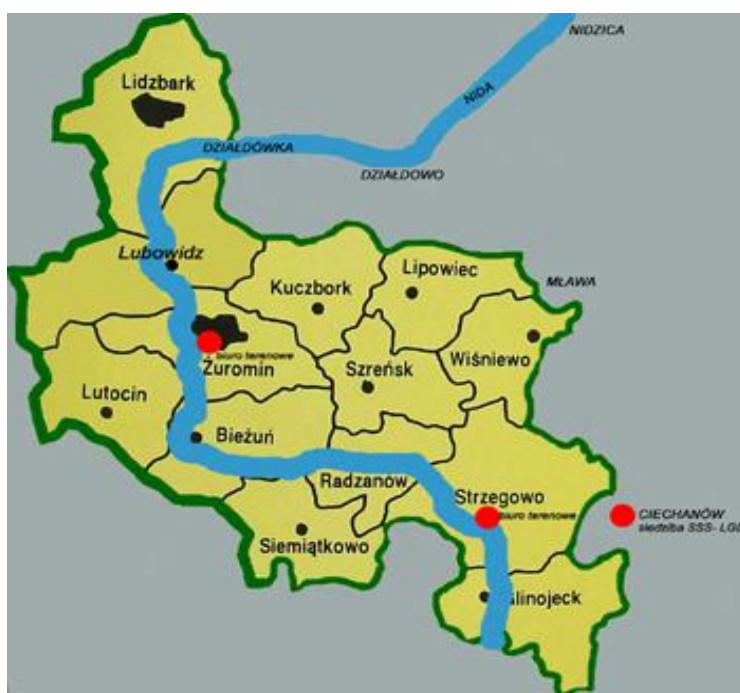 NIDZICA
Lidzbark
NIDA
DZIAŁDÓWKA
DZIAŁDOWO
Lubowidz
Kuczbork
Lipowiec
MŁAWA
biuro terenowe
Żuromin
Szreńsk
Wiśniewo
Lutocin
Bieżuń
Radzanów
Strzegowo
biuro terenowe
CIECHANÓW
siedziba SSS- LGD
Siemiątkowo
Glinojeck